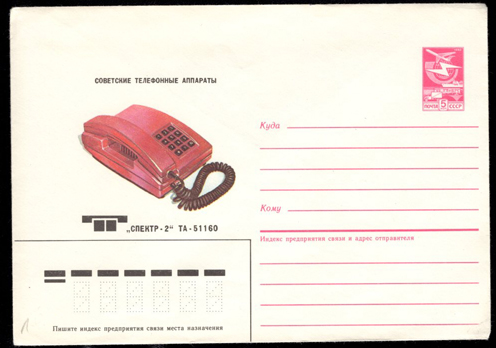 СОВЕТСКИЕ ТЕЛЕФОННЫЕ АППАРАТЫ
„СПЕКТР-2" ТА-51160
ПОЧТА 5 СССР
Куда
Кому
Индекс предприятия связи и адрес отправителя
Пишите индекс предприятия связи места назначения